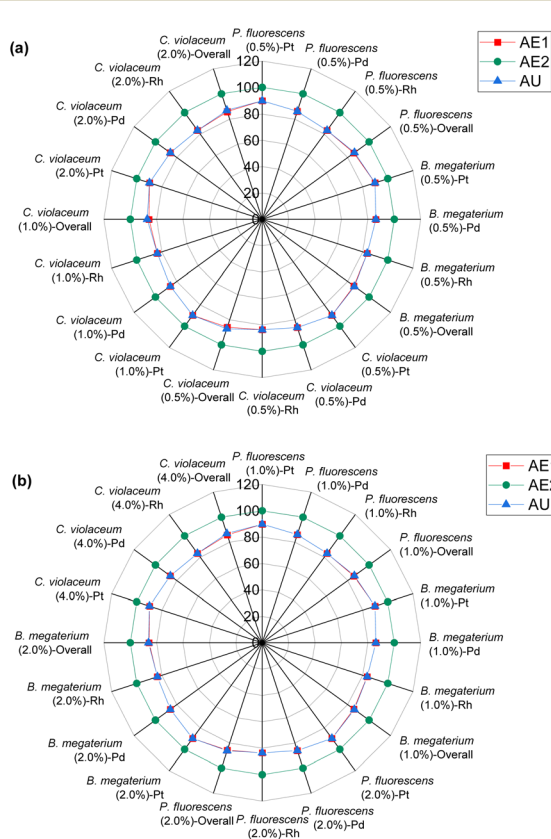 (a)
C. violaceum
(2.0%)-Overall
P. fluorescens
(0.5%)-Pt
P. fluorescens
(0.5%)-Pd
P. fluorescens
(0.5%)-Rh
P. fluorescens
(0.5%)-Overall
B. megaterium
(0.5%)-Pt
B. megaterium
(0.5%)-Pd
B. megaterium
(0.5%)-Rh
B. megaterium
(0.5%)-Overall
C. violaceum
(0.5%)-Pt
C. violaceum
(0.5%)-Pd
C. violaceum
(0.5%)-Rh
C. violaceum
(0.5%)-Overall
C. violaceum
(1.0%)-Pt
C. violaceum
(1.0%)-Pd
C. violaceum
(1.0%)-Rh
C. violaceum
(1.0%)-Overall
C. violaceum
(2.0%)-Pt
C. violaceum
(2.0%)-Pd
C. violaceum
(2.0%)-Rh
120
100
80
60
40
20
0
AE1
AE2
AU
(b)
C. violaceum
(4.0%)-Overall
P. fluorescens
(1.0%)-Pt
P. fluorescens
(1.0%)-Pd
P. fluorescens
(1.0%)-Rh
P. fluorescens
(1.0%)-Overall
B. megaterium
(1.0%)-Pt
B. megaterium
(1.0%)-Pd
B. megaterium
(1.0%)-Rh
B. megaterium
(1.0%)-Overall
P. fluorescens
(2.0%)-Pt
P. fluorescens
(2.0%)-Pd
P. fluorescens
(2.0%)-Rh
P. fluorescens
(2.0%)-Overall
B. megaterium
(2.0%)-Pt
B. megaterium
(2.0%)-Pd
B. megaterium
(2.0%)-Rh
B. megaterium
(2.0%)-Overall
C. violaceum
(4.0%)-Pt
C. violaceum
(4.0%)-Pd
C. violaceum
(4.0%)-Rh
120
100
80
60
40
20
0
AE
AE2
AU